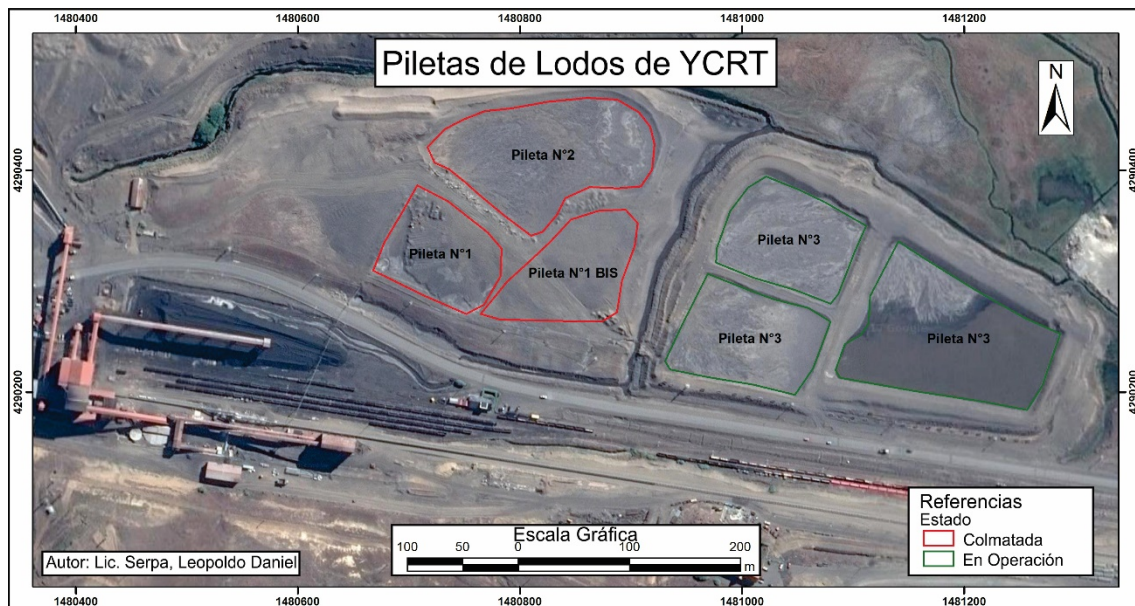 1480400 1480600 1480800 1481000 1481200
Piletas de Lodos de YCRT
N
4290400 4290400
Pileta N°2
Pileta N°3
Pileta N°1
Pileta N°1 BIS
Pileta N°3
Pileta N°3
4290200 4290200
Referencias
Estado
Colmatada
En Operación
Escala Gráfica
100 50 0 100 200
m
Autor: Lic. Serpa, Leopoldo Daniel
1480400 1480600 1480800 1481000 1481200